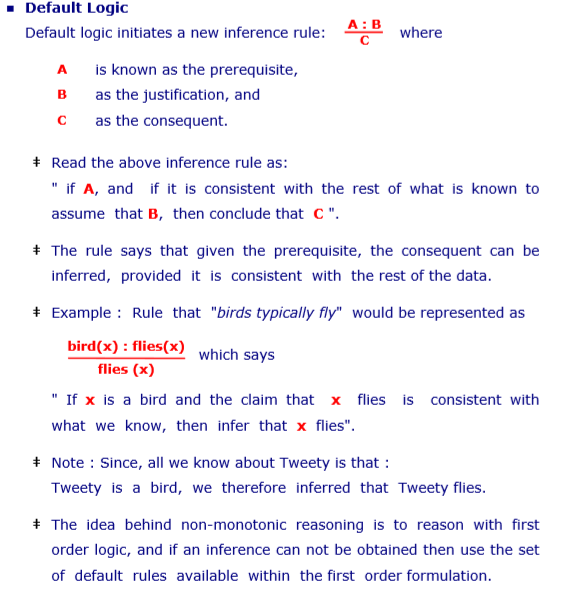 ▪ Default Logic
Default logic initiates a new inference rule: A : B / C where
A is known as the prerequisite,
B as the justification, and
C as the consequent.
‡ Read the above inference rule as:
" if A, and if it is consistent with the rest of what is known to
assume that B, then conclude that C ".
‡ The rule says that given the prerequisite, the consequent can be
inferred, provided it is consistent with the rest of the data.
‡ Example : Rule that "birds typically fly" would be represented as
bird(x) : flies(x)
which says
flies (x)
" If x is a bird and the claim that x flies is consistent with
what we know, then infer that x flies".
‡ Note : Since, all we know about Tweety is that :
Tweety is a bird, we therefore inferred that Tweety flies.
‡ The idea behind non-monotonic reasoning is to reason with first
order logic, and if an inference can not be obtained then use the set
of default rules available within the first order formulation.